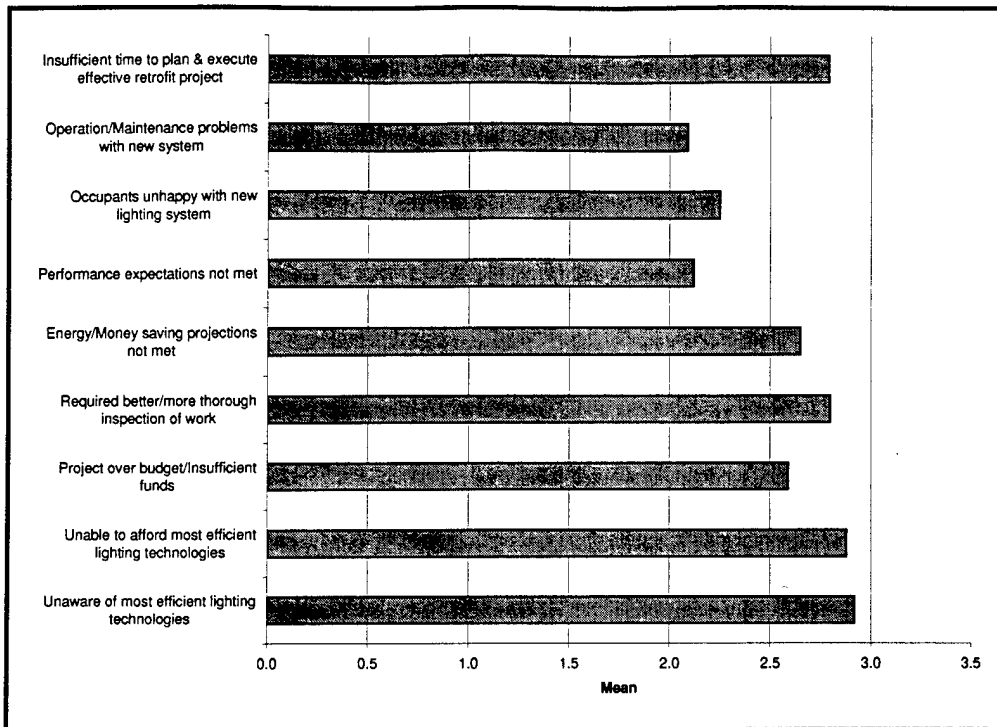 Insufficient time to plan & execute
effective retrofit project
Operation/Maintenance problems
with new system
Occupants unhappy with new
lighting system
Performance expectations not met
Energy/Money saving projections
not met
Required better/more thorough
inspection of work
Project over budget/Insufficient
funds
Unable to afford most efficient
lighting technologies
Unaware of most efficient lighting
technologies
0.0 0.5 1.0 1.5 2.0 2.5 3.0 3.5
Mean